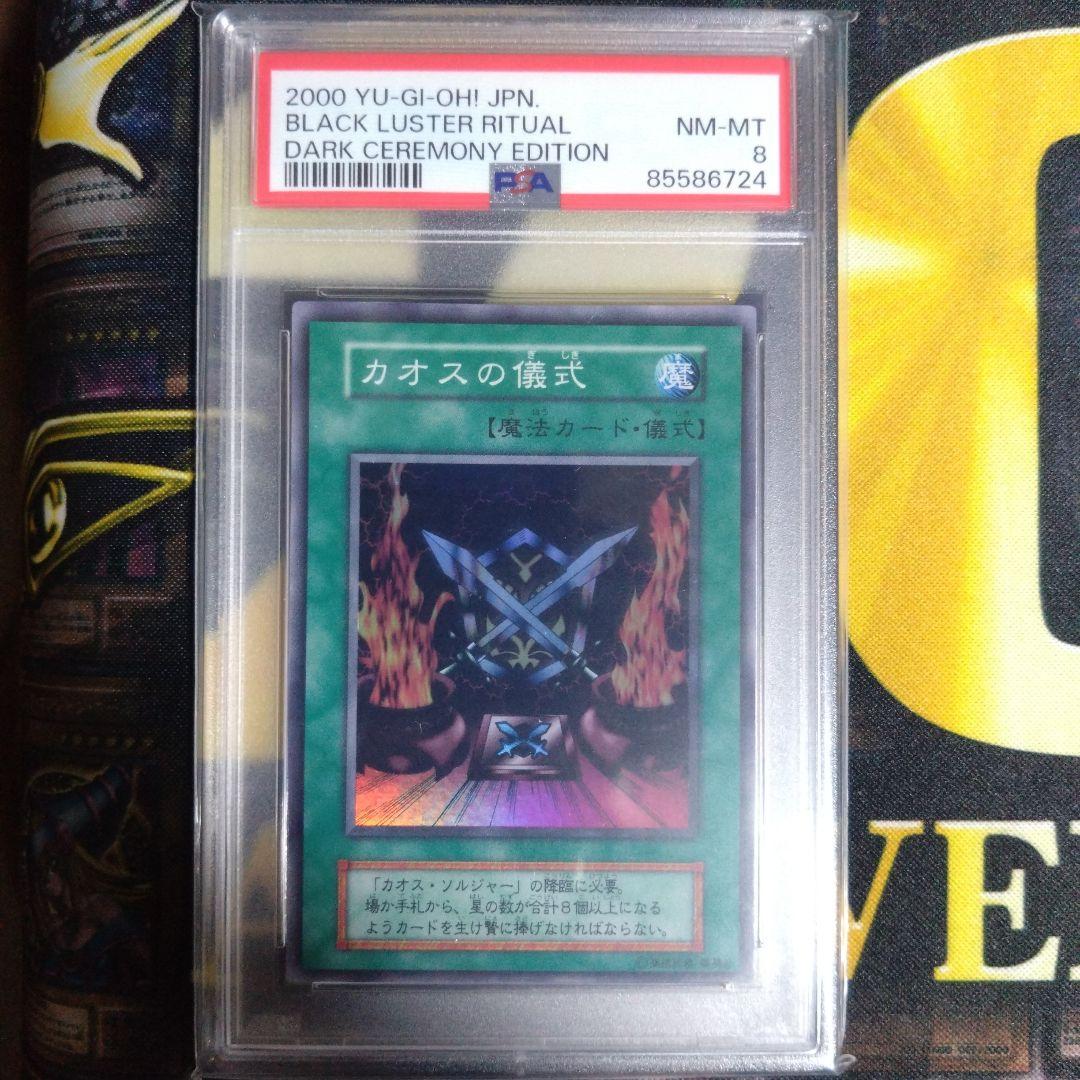 2000 YU-GI-OH! JPN.
BLACK LUSTER RITUAL
NM-MT
DARK CEREMONY EDITION
8
PSA
85586724
カオスの儀式
ぎしき
魔
【魔法カード・儀式】
「カオス・ソルジャー」の降臨に必要。
場か手札から、星の数が合計8個以上になる
ようカードを生け贄に捧げなければならない。
VE